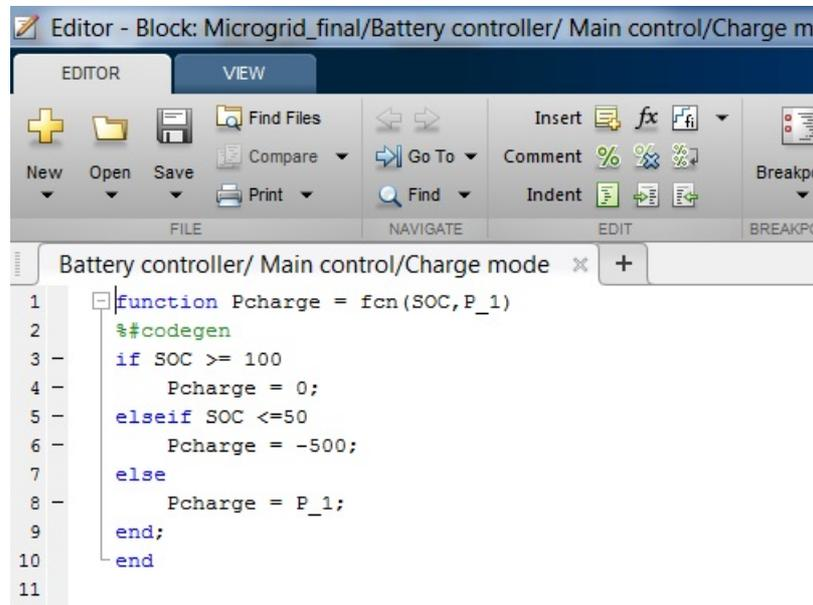 Editor - Block: Microgrid_final/Battery controller/ Main control/Charge m
EDITOR VIEW
New Open Save
Find Files
Compare
Print
FILE
Go To
Find
NAVIGATE
Insert fx fi
Comment % % %
Indent
EDIT
Breakp
BREAKP
Battery controller/ Main control/Charge mode × +
1 function Pcharge = fcn(SOC,P_1)
2 %#codegen
3 – if SOC >= 100
4 – Pcharge = 0;
5 – elseif SOC <=50
6 – Pcharge = -500;
7 else
8 – Pcharge = P_1;
9 end;
10 end
11